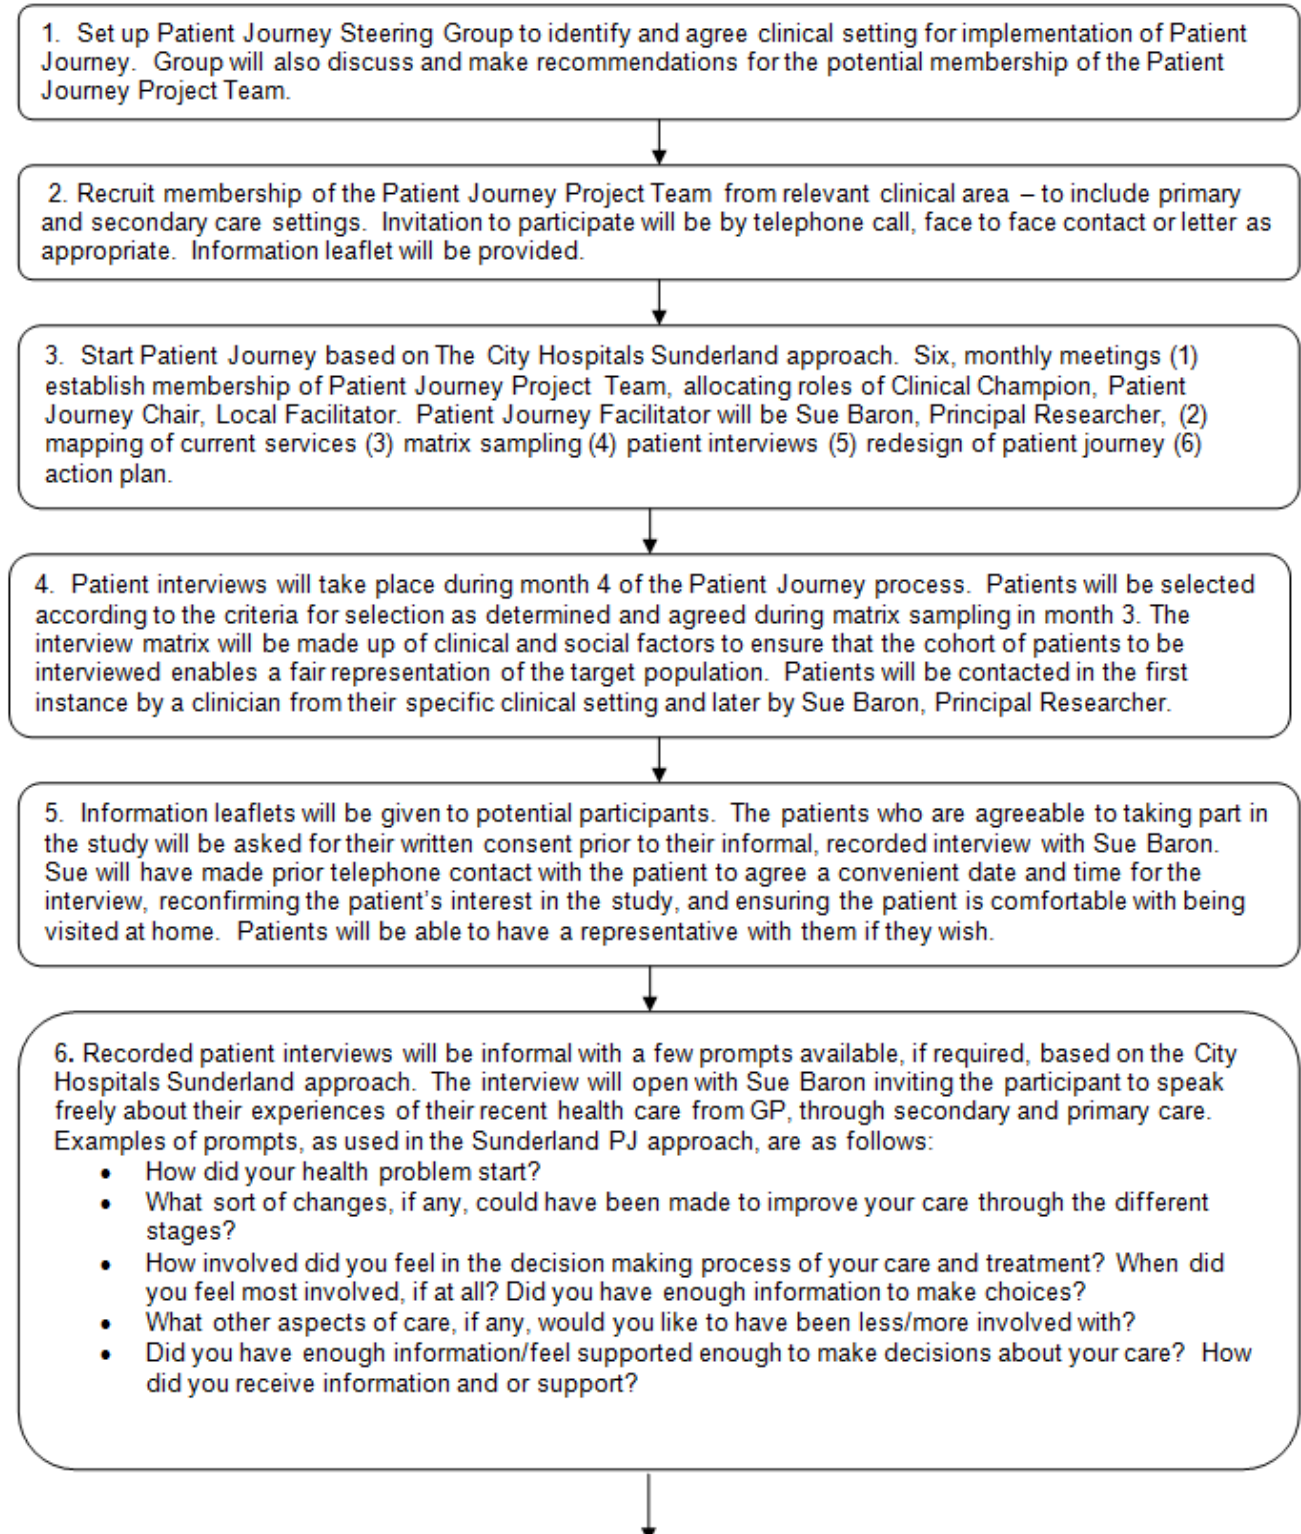 1. Set up Patient Journey Steering Group to identify and agree clinical setting for implementation of Patient
Journey. Group will also discuss and make recommendations for the potential membership of the Patient
Journey Project Team.
2. Recruit membership of the Patient Journey Project Team from relevant clinical area – to include primary
and secondary care settings. Invitation to participate will be by telephone call, face to face contact or letter as
appropriate. Information leaflet will be provided.
3. Start Patient Journey based on The City Hospitals Sunderland approach. Six, monthly meetings (1)
establish membership of Patient Journey Project Team, allocating roles of Clinical Champion, Patient
Journey Chair, Local Facilitator. Patient Journey Facilitator will be Sue Baron, Principal Researcher, (2)
mapping of current services (3) matrix sampling (4) patient interviews (5) redesign of patient journey (6)
action plan.
4. Patient interviews will take place during month 4 of the Patient Journey process. Patients will be selected
according to the criteria for selection as determined and agreed during matrix sampling in month 3. The
interview matrix will be made up of clinical and social factors to ensure that the cohort of patients to be
interviewed enables a fair representation of the target population. Patients will be contacted in the first
instance by a clinician from their specific clinical setting and later by Sue Baron, Principal Researcher.
5. Information leaflets will be given to potential participants. The patients who are agreeable to taking part in
the study will be asked for their written consent prior to their informal, recorded interview with Sue Baron.
Sue will have made prior telephone contact with the patient to agree a convenient date and time for the
interview, reconfirming the patient's interest in the study, and ensuring the patient is comfortable with being
visited at home. Patients will be able to have a representative with them if they wish.
6. Recorded patient interviews will be informal with a few prompts available, if required, based on the City
Hospitals Sunderland approach. The interview will open with Sue Baron inviting the participant to speak
freely about their experiences of their recent health care from GP, through secondary and primary care.
Examples of prompts, as used in the Sunderland PJ approach, are as follows:
• How did your health problem start?
• What sort of changes, if any, could have been made to improve your care through the different
stages?
• How involved did you feel in the decision making process of your care and treatment? When did
you feel most involved, if at all? Did you have enough information to make choices?
• What other aspects of care, if any, would you like to have been less/more involved with?
• Did you have enough information/feel supported enough to make decisions about your care? How
did you receive information and or support?